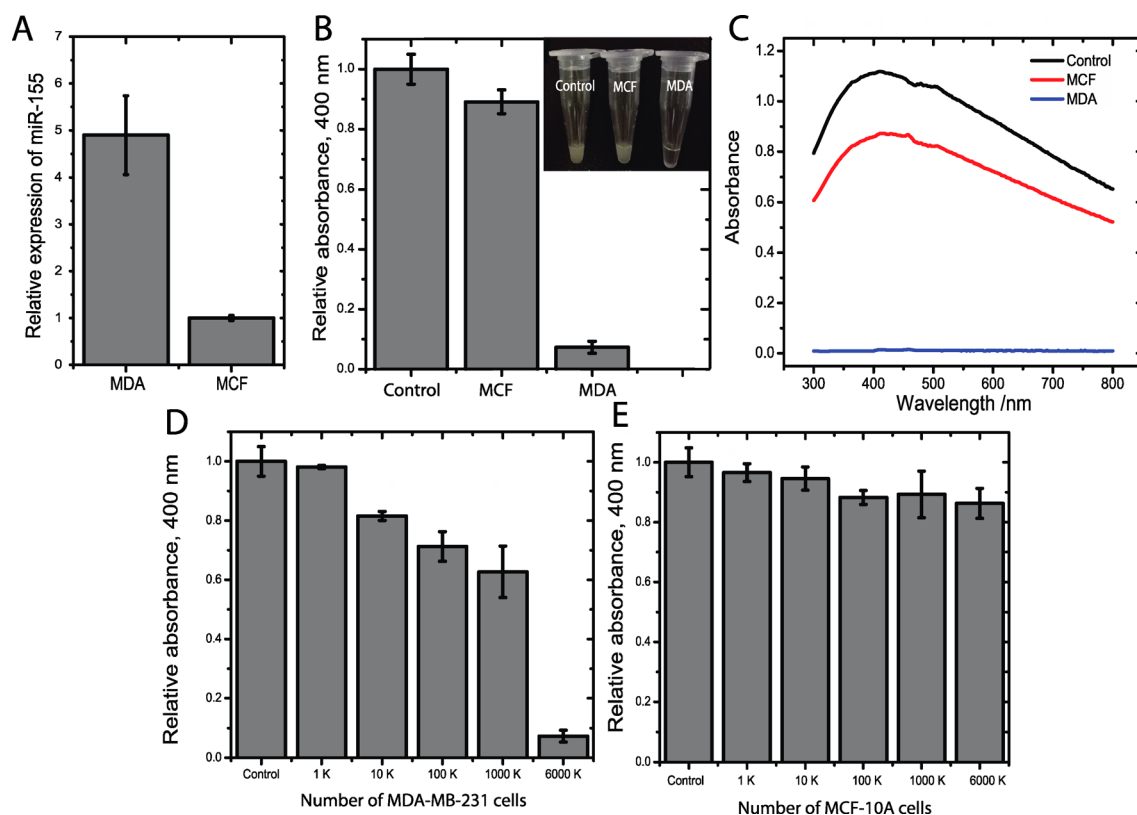 A
Relative expression of miR-155
7
6
5
4
3
2
1
0
MDA MCF
B
Relative absorbance, 400 nm
1.0
0.8
0.6
0.4
0.2
0.0
Control MCF MDA
Control MCF MDA
C
Absorbance
1.2
1.1
0.9
0.8
0.6
0.4
0.3
0.2
0.0
Control
MCF
MDA
300 400 500 600 700 800
Wavelength /nm
D
Relative absorbance, 400 nm
1.0
0.8
0.6
0.4
0.2
0.0
Control 1 K 10 K 100 K 1000 K 6000 K
Number of MDA-MB-231 cells
E
Relative absorbance, 400 nm
1.0
0.8
0.6
0.4
0.2
0.0
Control 1 K 10 K 100 K 1000 K 6000 K
Number of MCF-10A cells